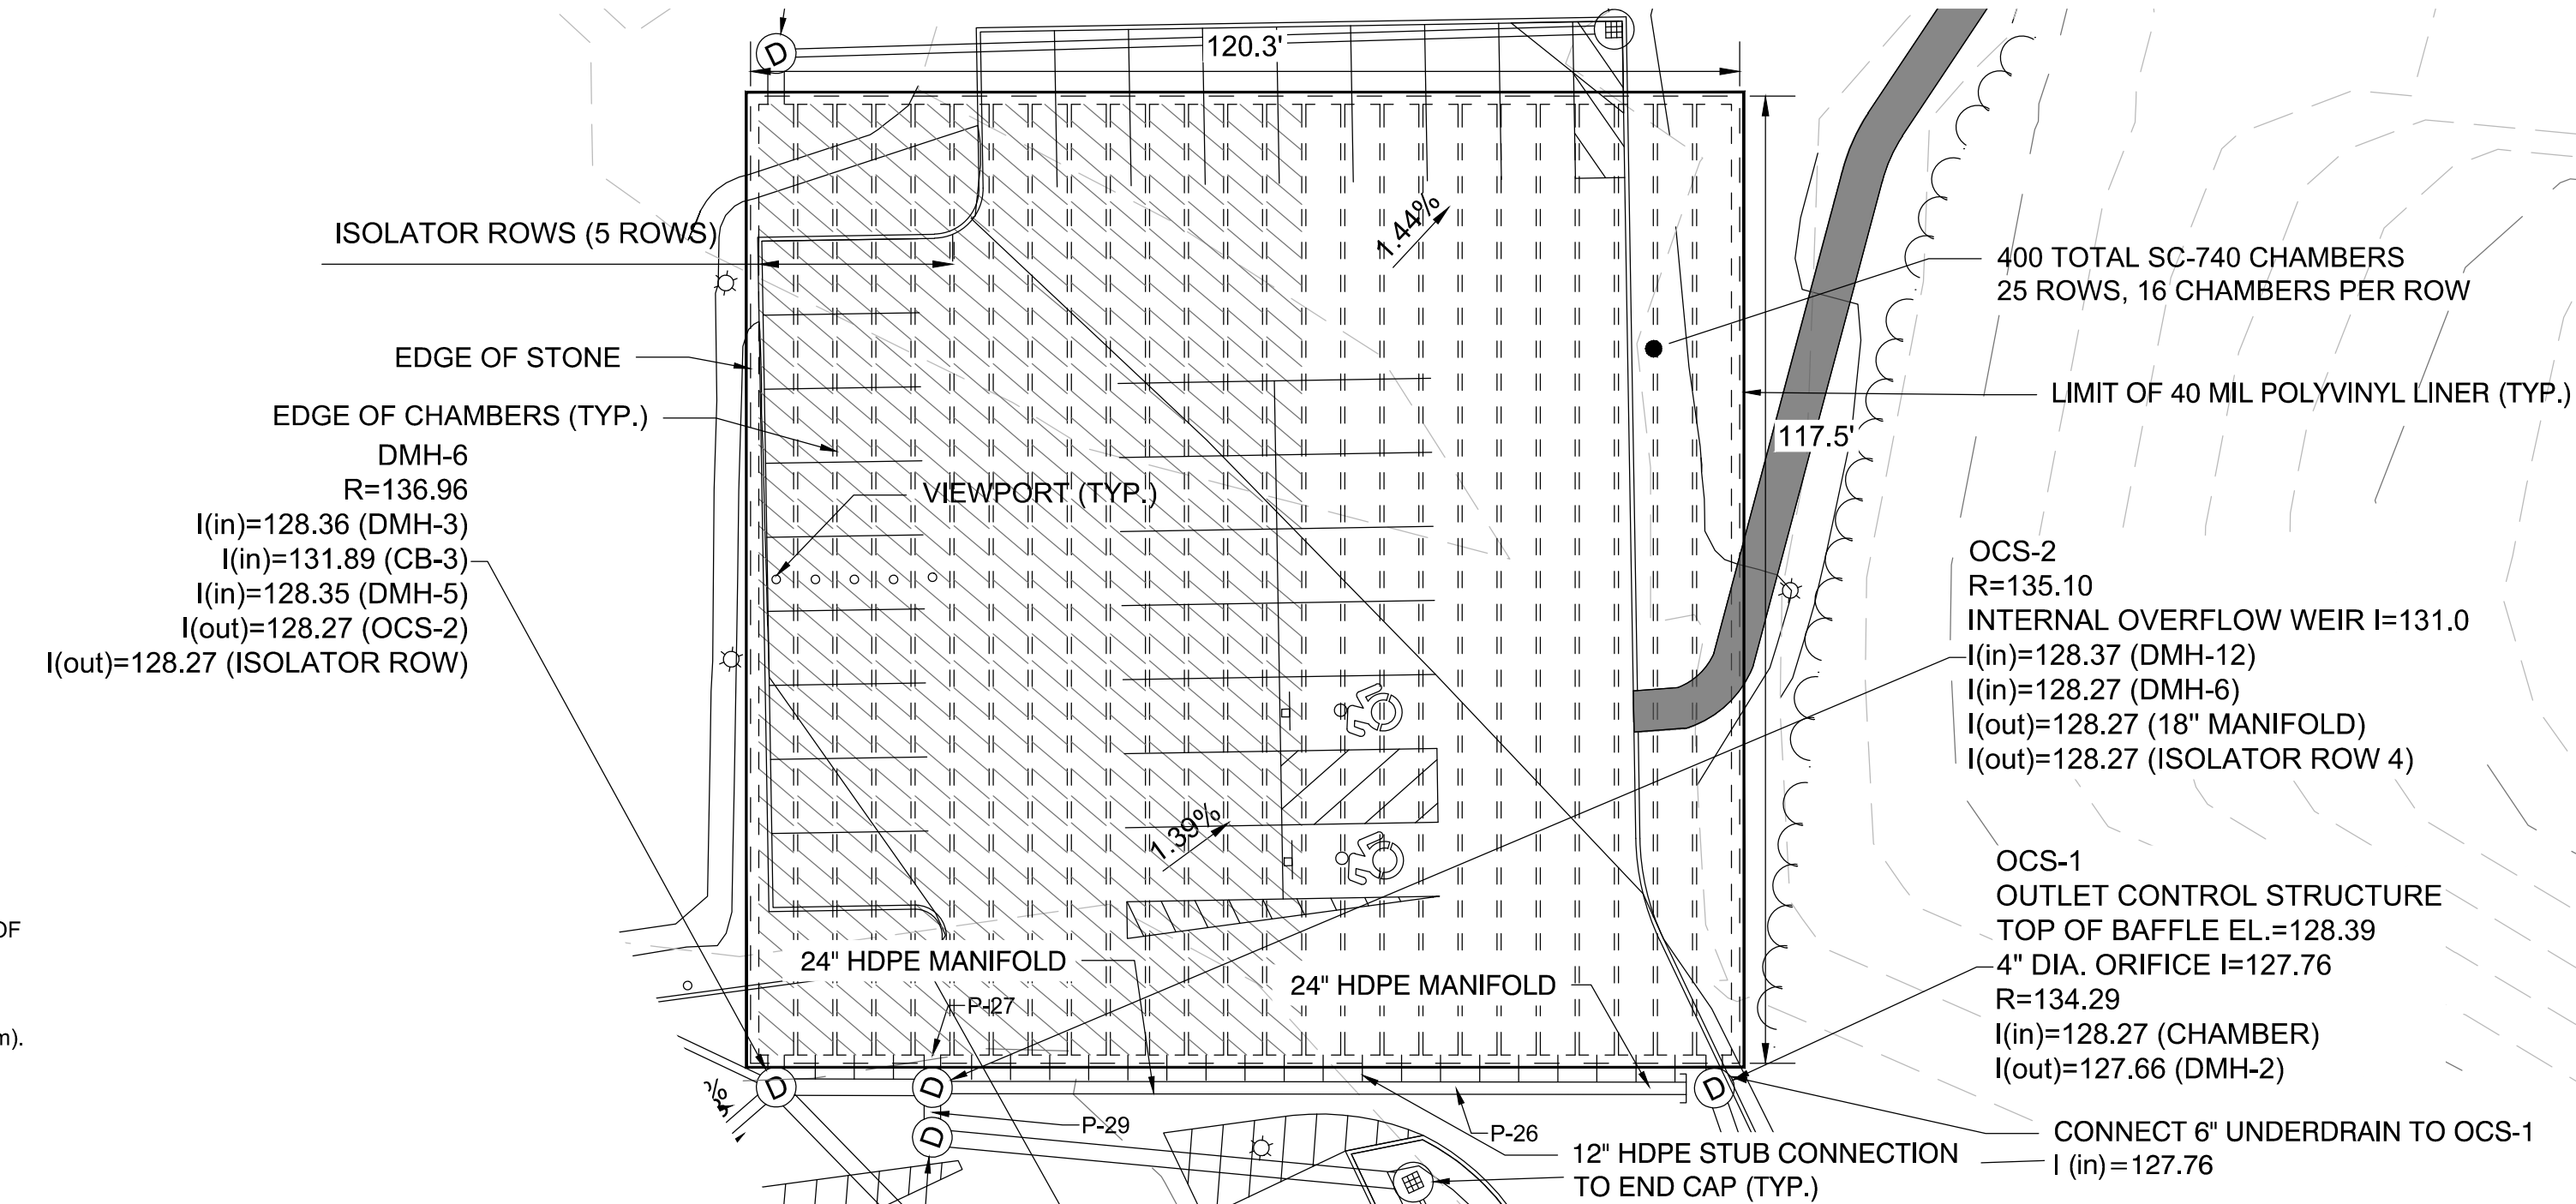 D
120.3'
ISOLATOR ROWS (5 ROWS)
1.44%
400 TOTAL SC-740 CHAMBERS
25 ROWS, 16 CHAMBERS PER ROW
EDGE OF STONE
EDGE OF CHAMBERS (TYP.)
LIMIT OF 40 MIL POLYVINYL LINER (TYP.)
117.5'
DMH-6
R=136.96
I(in)=128.36 (DMH-3)
I(in)=131.89 (CB-3)
I(in)=128.35 (DMH-5)
I(out)=128.27 (OCS-2)
I(out)=128.27 (ISOLATOR ROW)
VIEWPORT (TYP.)
OCS-2
R=135.10
INTERNAL OVERFLOW WEIR I=131.0
I(in)=128.37 (DMH-12)
I(in)=128.27 (DMH-6)
I(out)=128.27 (18" MANIFOLD)
I(out)=128.27 (ISOLATOR ROW 4)
1.39%
OCS-1
OUTLET CONTROL STRUCTURE
TOP OF BAFFLE EL.=128.39
4" DIA. ORIFICE I=127.76
R=134.29
I(in)=128.27 (CHAMBER)
I(out)=127.66 (DMH-2)
OF
m).
24" HDPE MANIFOLD
24" HDPE MANIFOLD
P-27
D
D
D
%
D
P-29
P-26
12" HDPE STUB CONNECTION
TO END CAP (TYP.)
CONNECT 6" UNDERDRAIN TO OCS-1
I (in)=127.76